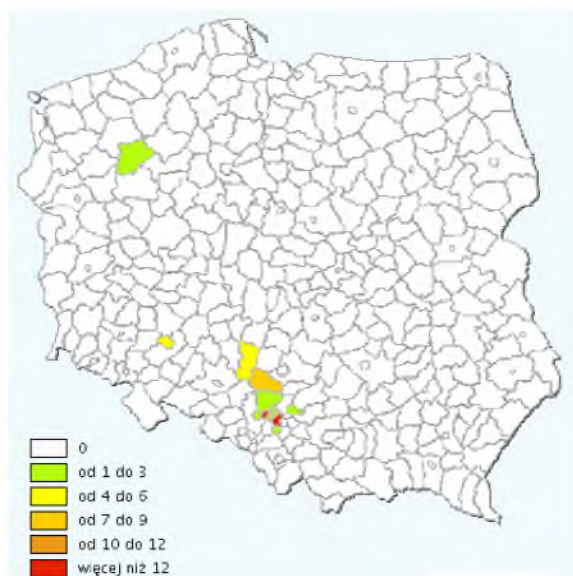 0
od 1 do 3
od 4 do 6
od 7 do 9
od 10 do 12
więcej niż 12